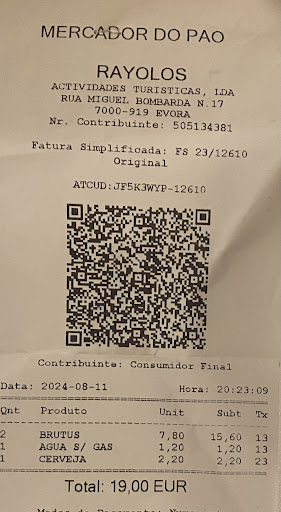 MERCADOR DO PAO
RAYOLOS
ACTIVIDADES TURISTICAS, LDA
RUA MIGUEL BOMBARDA N.17
7000-919 EVORA
Nr. Contribuinte: 505134381
Fatura Simplificada: FS 23/12610
Original
ATCUD:JF5K3WYP-12610
Contribuinte: Consumidor Final
Data: 2024-08-11 Hora: 20:23:09
Qnt Produto Unit Subt Tx
2 BRUTUS 7,80 15,60 13
1 AGUA S/ GAS 1,20 1,20 13
1 CERVEJA 2,20 2,20 23
Total: 19,00 EUR